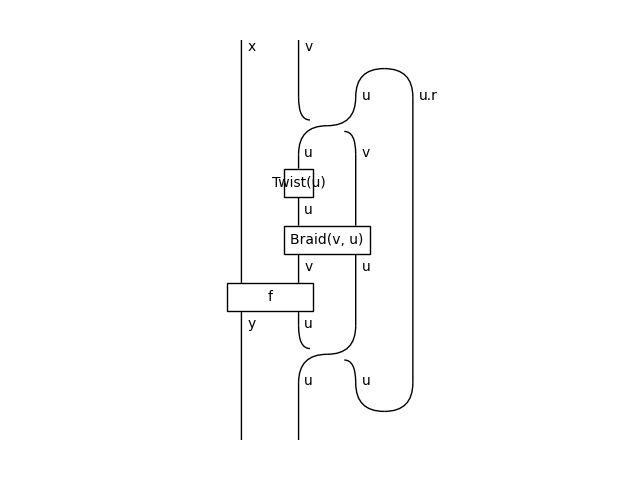 x v
u u.r
u v
Twist(u)
u
Braid(v, u)
v u
f
y u
u u